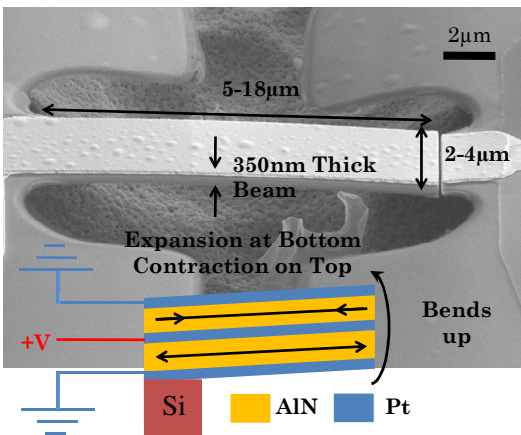 2µm
5-18µm
2-4µm
350nm Thick
Beam
Expansion at Bottom
Contraction on Top
Bends
up
+V
Si
AlN
Pt